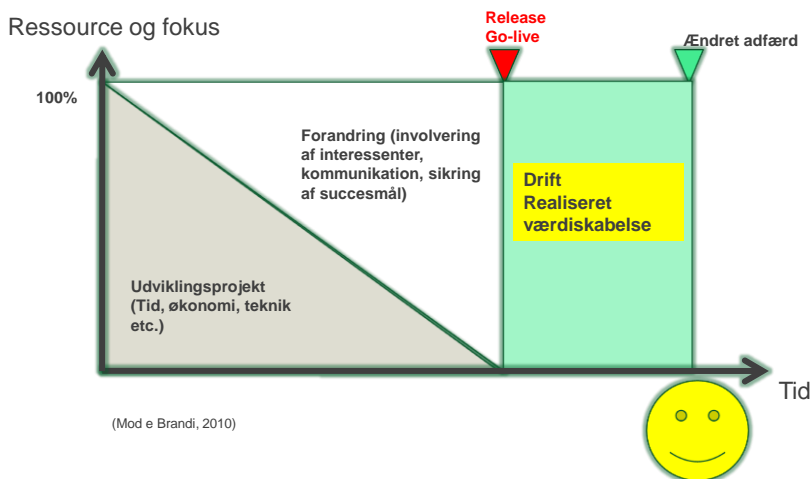 Ressource og fokus
Release
Go-live
Ændret adfærd
100%
Forandring (involvering
af interessenter,
kommunikation, sikring
af succesmål)
Drift
Realiseret
værdiskabelse
Udviklingsprojekt
(Tid, økonomi, teknik
etc.)
Tid
(Mod e Brandi, 2010)